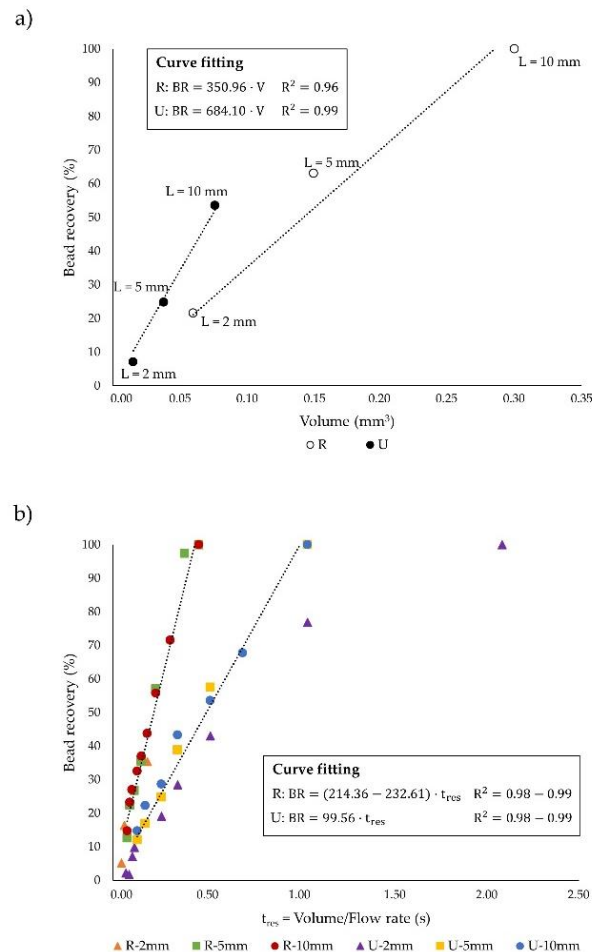 a)
100
90
80
70
60
50
40
30
20
10
0
Bead recovery (%)
Curve fitting
R: BR = 350.96 · V R² = 0.96
U: BR = 684.10 · V R² = 0.99
L = 10 mm
L = 5 mm
L = 10 mm
L = 5 mm
L = 2 mm
L = 2 mm
0.00 0.05 0.10 0.15 0.20 0.25 0.30 0.35
Volume (mm³)
R U
b)
100
90
80
70
60
50
40
30
20
10
0
Bead recovery (%)
Curve fitting
R: BR = (214.36 − 232.61) · tres R² = 0.98 − 0.99
U: BR = 99.56 · tres R² = 0.98 − 0.99
0.00 0.50 1.00 1.50 2.00 2.50
tres = Volume/Flow rate (s)
R-2mm R-5mm R-10mm U-2mm U-5mm U-10mm